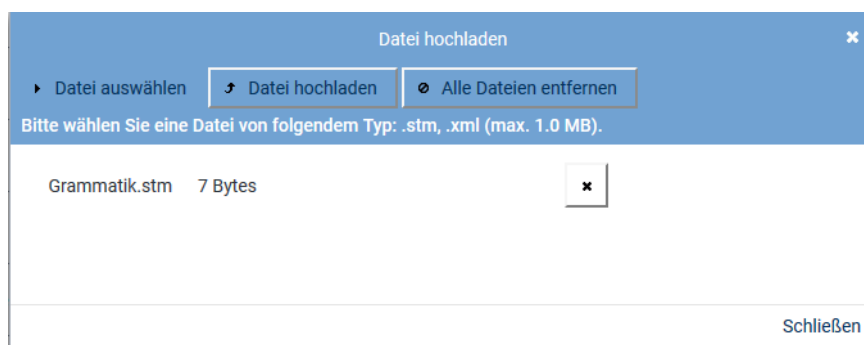 Datei hochladen
Datei auswählen Datei hochladen Alle Dateien entfernen
Bitte wählen Sie eine Datei von folgendem Typ: .stm, .xml (max. 1.0 MB).
Grammatik.stm 7 Bytes
Schließen